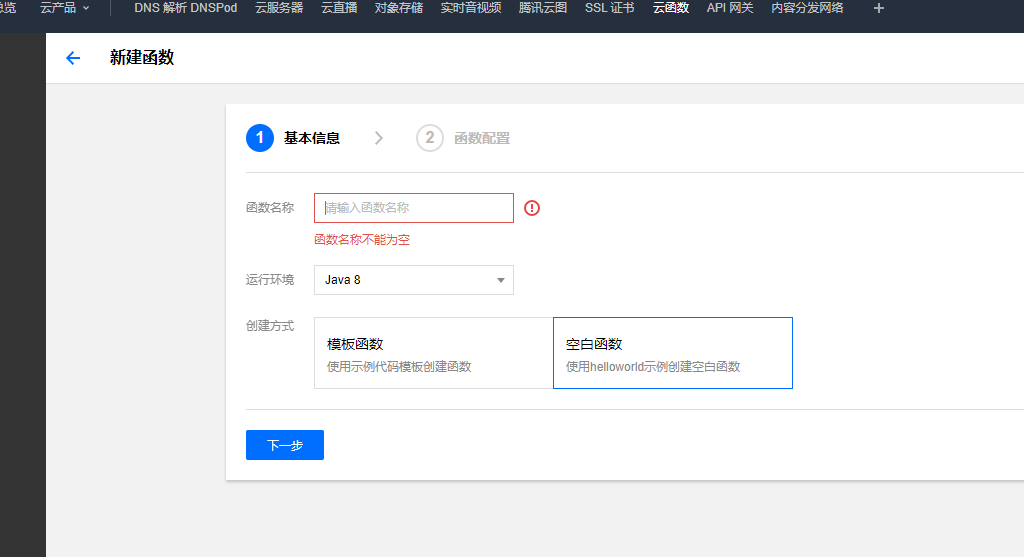 总览 云产品 DNS 解析 DNSPod 云服务器 云直播 对象存储 实时音视频 腾讯云图 SSL 证书 云函数 API 网关 内容分发网络 +
新建函数
1 基本信息 2 函数配置
函数名称 请输入函数名称
函数名称不能为空
运行环境 Java 8
创建方式
模板函数 空白函数
使用示例代码模板创建函数 使用helloworld示例创建空白函数
下一步